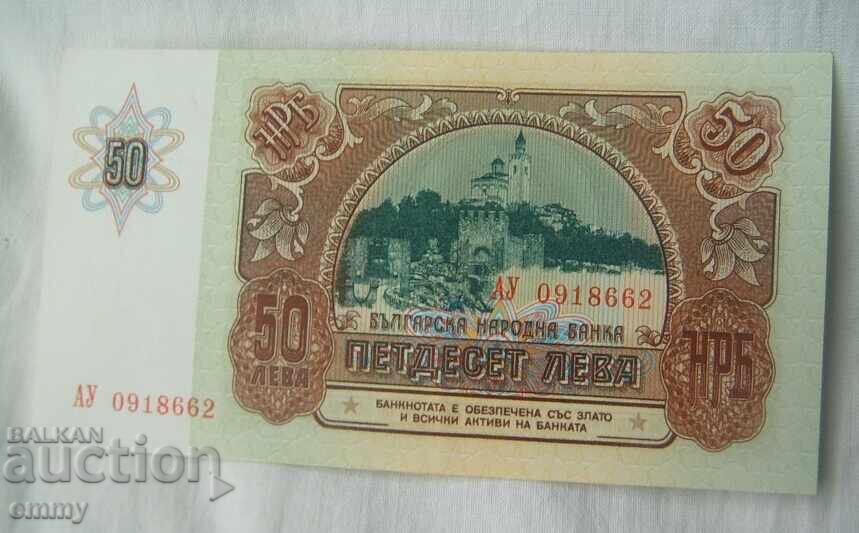 НРБ
50
50
АУ 0918662
БЪЛГАРСКА НАРОДНА БАНКА
50 ЛЕВА
ПЕТДЕСЕТ ЛЕВА
НРБ
АУ 0918662
БАНКНОТАТА Е ОБЕЗПЕЧЕНА СЪС ЗЛАТО
И ВСИЧКИ АКТИВИ НА БАНКАТА
BALKAN
auction
emmy